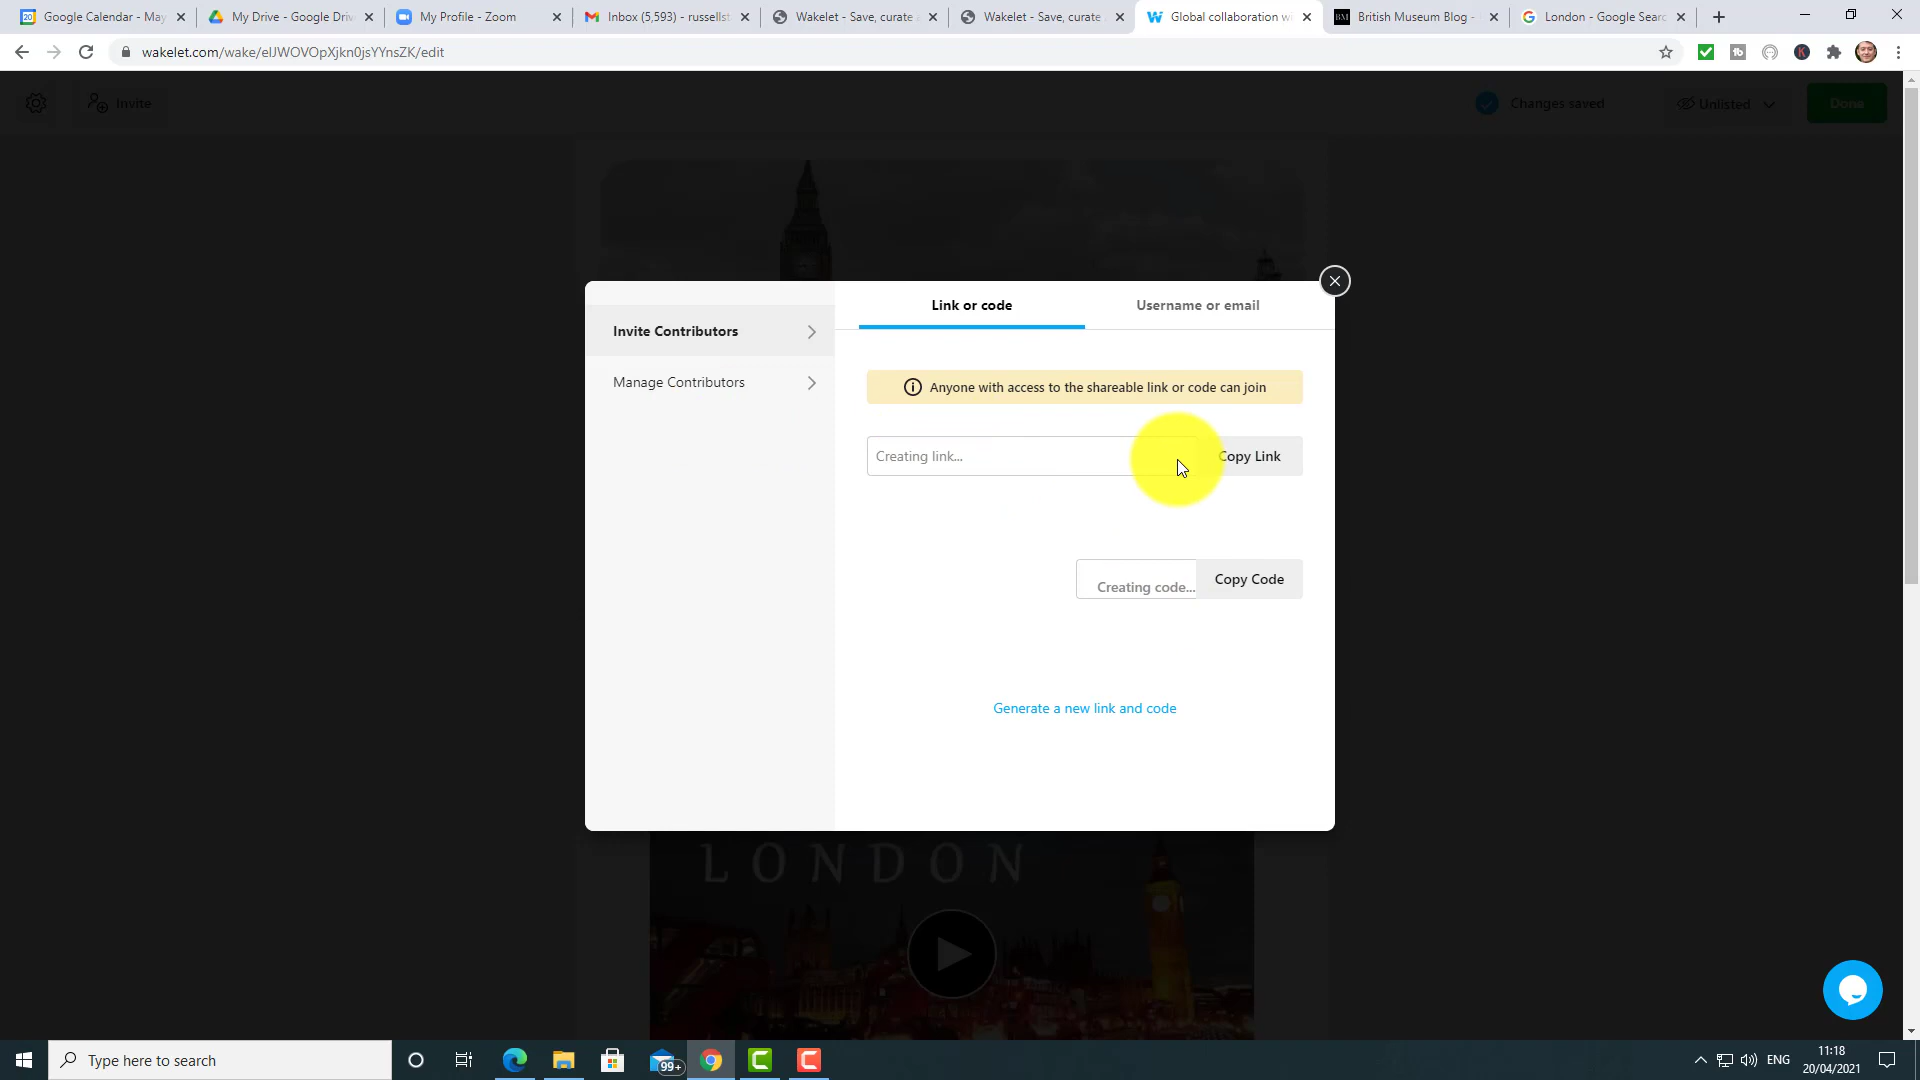 Google Calendar - May
My Drive - Google Driv
My Profile - Zoom
Inbox (5,593) - russellst
Wakelet - Save, curate a
Wakelet - Save, curate
Global collaboration wi
British Museum Blog -
London - Google Searc
wakelet.com/wake/elJWOVOpXjkn0jsYYnsZK/edit
Invite
Changes saved
Unlisted
Done
Link or code
Username or email
Invite Contributors
Manage Contributors
Anyone with access to the shareable link or code can join
Creating link...
Copy Link
Creating code...
Copy Code
Generate a new link and code
LONDON
Type here to search
99+
ENG
11:18
20/04/2021